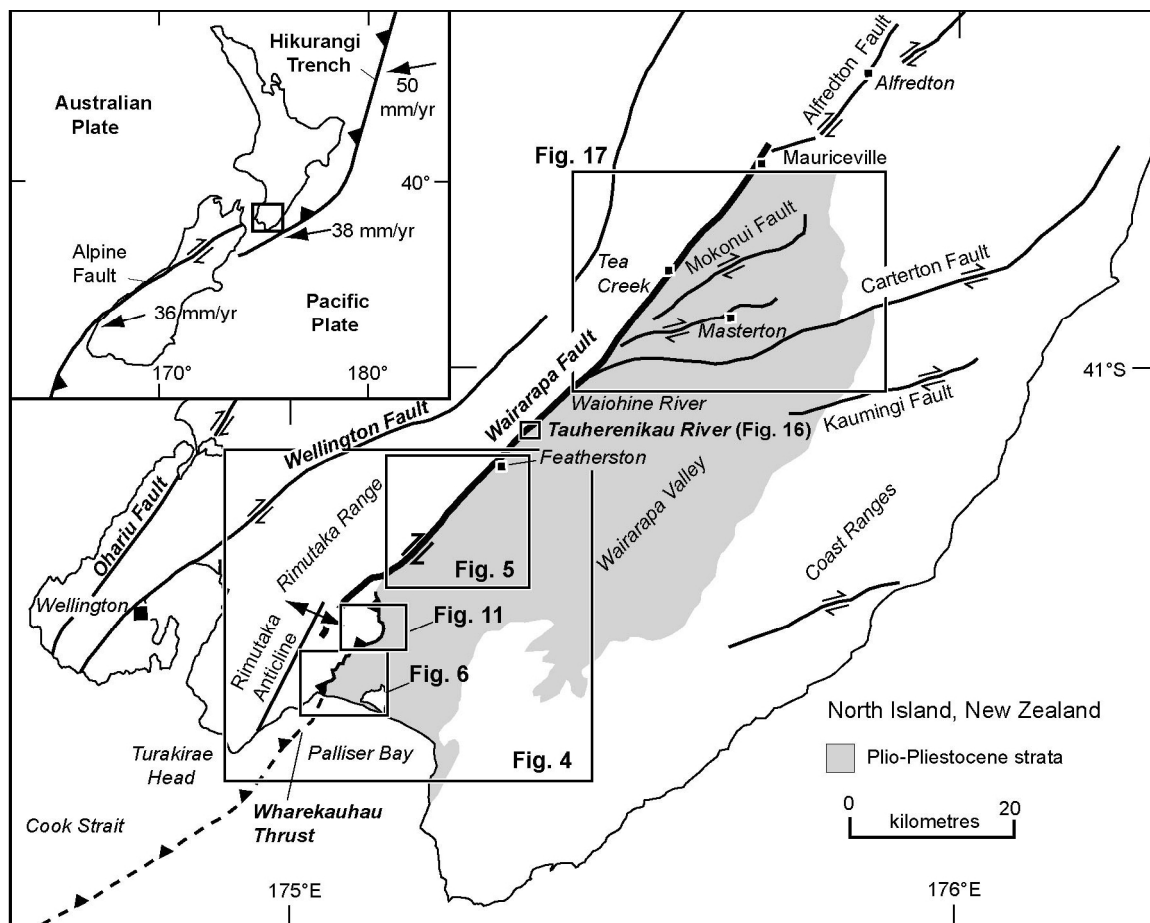 Hikurangi
Trench
50
mm/yr
Australian
Plate
40°
38 mm/yr
Alpine
Fault
36 mm/yr
Pacific
Plate
170°
180°
Alfredton Fault
Alfredton
Mauriceville
Fig. 17
Mokonui Fault
Tea
Creek
Carterton Fault
Masterton
41°S
Wairarapa Fault
Waiohine River
Kaumingi Fault
Tauherenikau River (Fig. 16)
Featherston
Wellington Fault
Ohariu Fault
Rimutaka Range
Wairarapa Valley
Coast Ranges
Fig. 5
Wellington
Fig. 11
Rimutaka
Anticline
Fig. 6
North Island, New Zealand
Plio-Pliestocene strata
Turakirae
Head
Palliser Bay
Fig. 4
Wharekauhau
Thrust
Cook Strait
0
20
kilometres
175°E
176°E